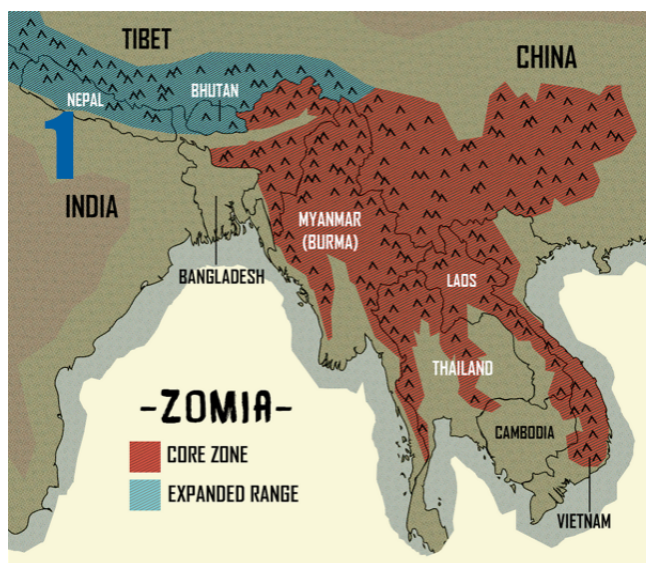 TIBET
CHINA
NEPAL
BHUTAN
1
INDIA
MYANMAR
(BURMA)
BANGLADESH
LAOS
THAILAND
-ZOMIA-
CAMBODIA
CORE ZONE
EXPANDED RANGE
VIETNAM